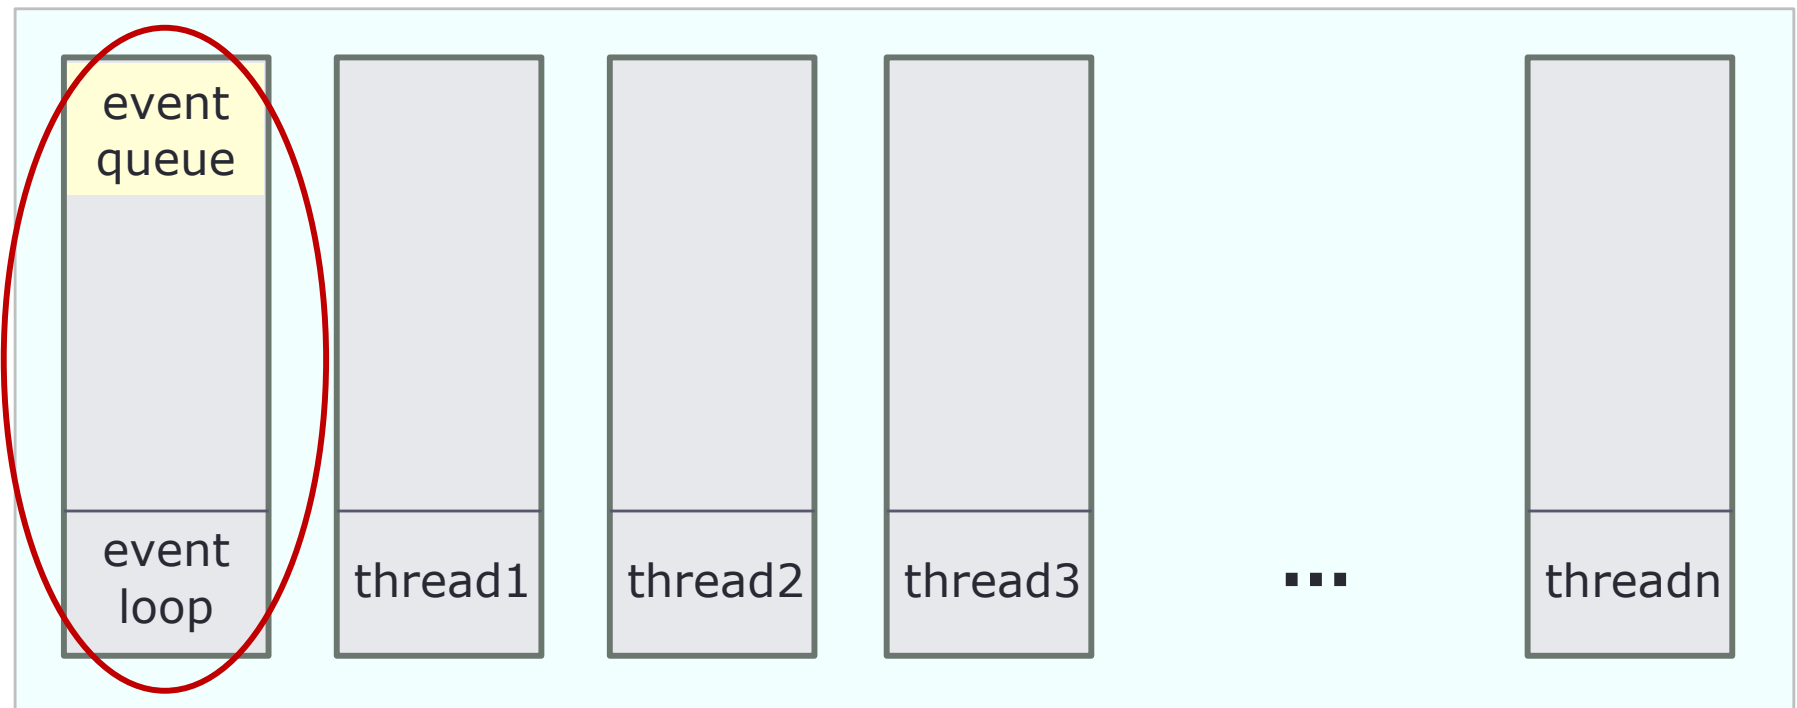 event
queue
event
loop
thread1
thread2
thread3
...
threadn